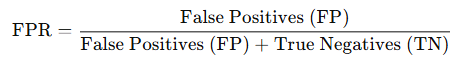 FPR = False Positives (FP) / False Positives (FP) + True Negatives (TN)